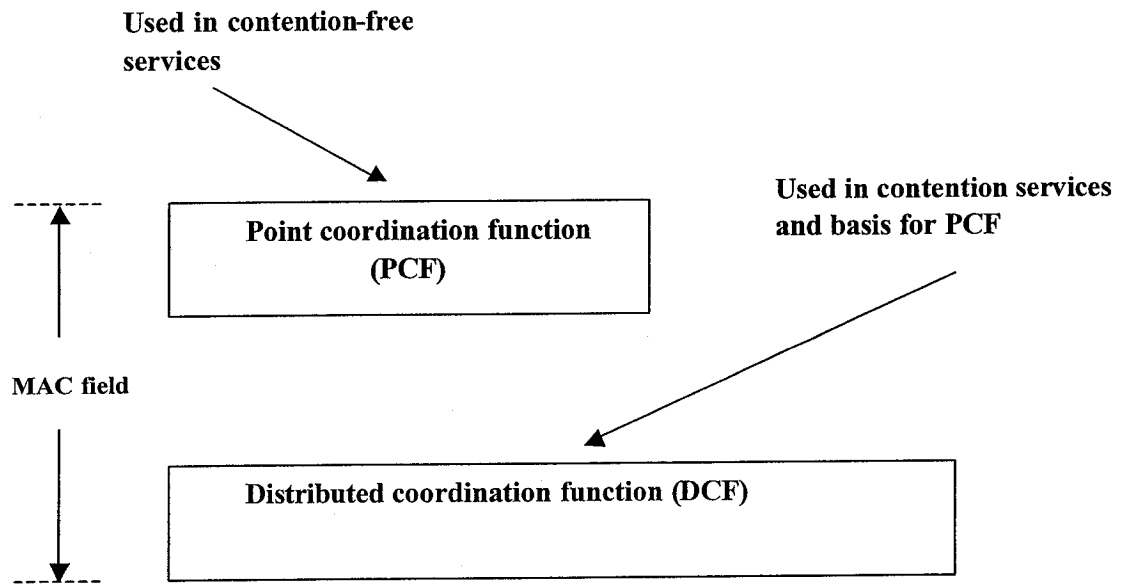 Used in contention-free
services
Used in contention services
and basis for PCF
Point coordination function
(PCF)
MAC field
Distributed coordination function (DCF)